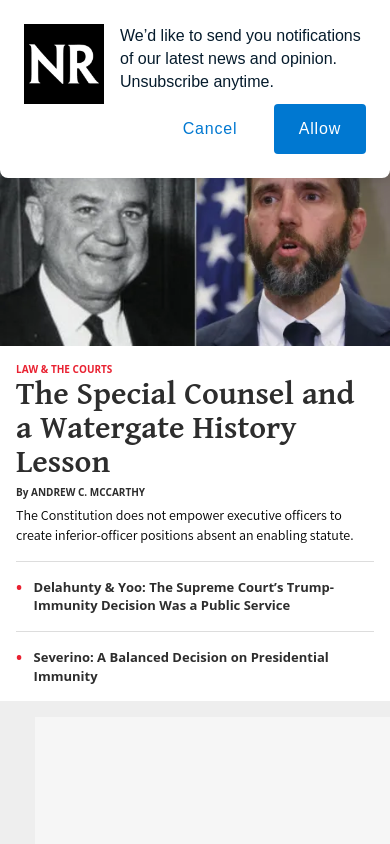 NR
We’d like to send you notifications
of our latest news and opinion.
Unsubscribe anytime.
Cancel
Allow
LAW & THE COURTS
The Special Counsel and
a Watergate History
Lesson
By ANDREW C. MCCARTHY
The Constitution does not empower executive officers to
create inferior-officer positions absent an enabling statute.
• Delahunty & Yoo: The Supreme Court’s Trump-
Immunity Decision Was a Public Service
• Severino: A Balanced Decision on Presidential
Immunity